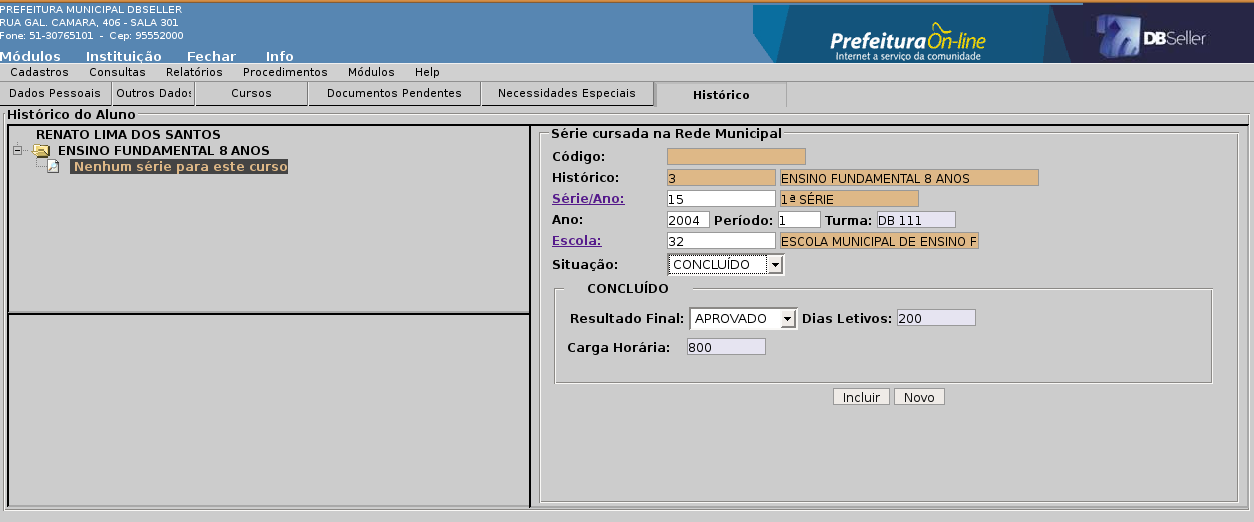 PREFEITURA MUNICIPAL DBSELLER
RUA GAL. CAMARA, 406 - SALA 301
Fone: 51-30765101 - Cep: 95552000
Prefeitura On-line
Internet a serviço da comunidade
DBSeller
Módulos Instituição Fechar Info
Cadastros Consultas Relatórios Procedimentos Módulos Help
Dados Pessoais Outros Dados Cursos Documentos Pendentes Necessidades Especiais Histórico
Histórico do Aluno
RENATO LIMA DOS SANTOS
ENSINO FUNDAMENTAL 8 ANOS
Nenhum série para este curso
Série cursada na Rede Municipal
Código:
Histórico: 3 ENSINO FUNDAMENTAL 8 ANOS
Série/Ano: 15 1ª SÉRIE
Ano: 2004 Período: 1 Turma: DB 111
Escola: 32 ESCOLA MUNICIPAL DE ENSINO F
Situação: CONCLUÍDO
CONCLUÍDO
Resultado Final: APROVADO Dias Letivos: 200
Carga Horária: 800
Incluir Novo